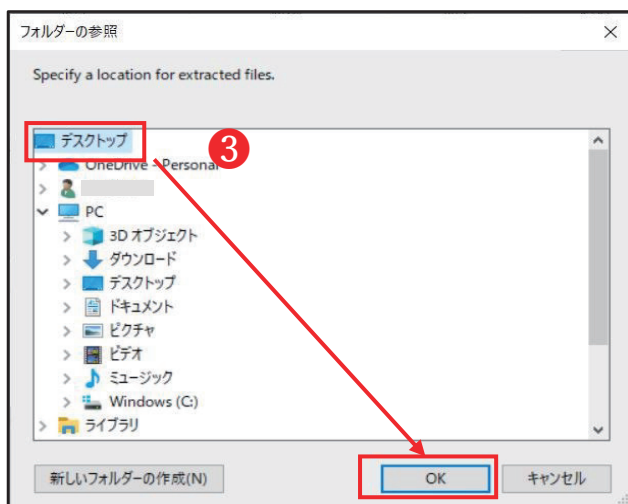 フォルダーの参照
Specify a location for extracted files.
デスクトップ
❸
OneDrive - Personal
PC
3D オブジェクト
ダウンロード
デスクトップ
ドキュメント
ピクチャ
ビデオ
ミュージック
Windows (C:)
ライブラリ
新しいフォルダーの作成(N) OK キャンセル